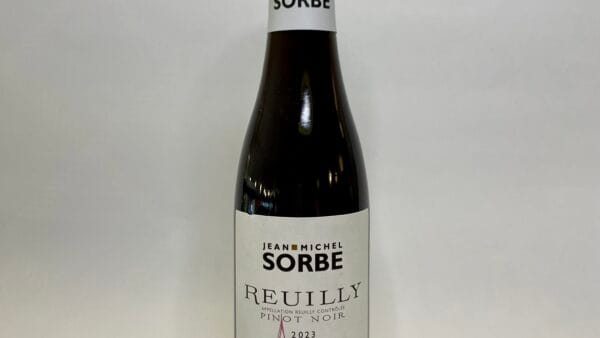 SORBE
JEAN MICHEL
SORBE
REUILLY
APPELLATION REUILLY CONTRÔLÉE
PINOT NOIR
2023